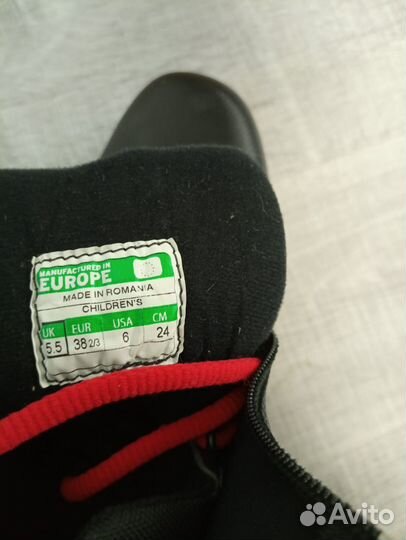 MANUFACTURED IN
EUROPE
MADE IN ROMANIA
CHILDREN'S
UK EUR USA CM
5.5 38 2/3 6 24
Avito